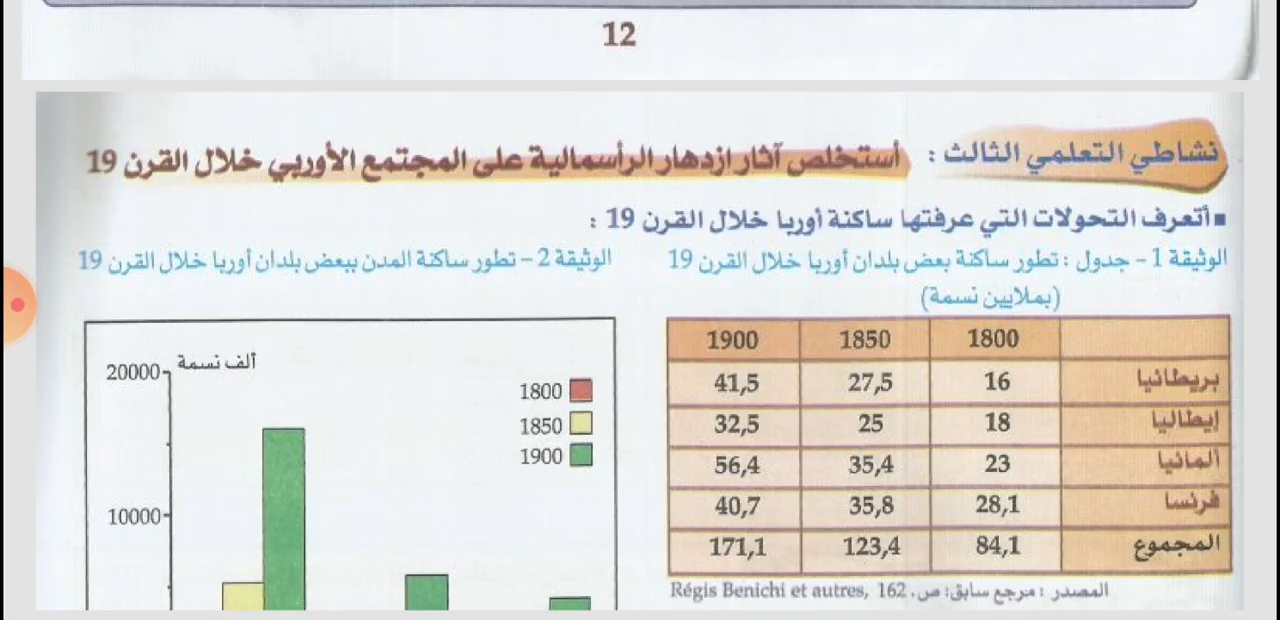 12
نشاطي التعلمي الثالث : أستخلص آثار ازدهار الرأسمالية على المجتمع الأوربي خلال القرن 19
■ أتعرف التحولات التي عرفتها ساكنة أوربا خلال القرن 19 :
الوثيقة 1 - جدول : تطور ساكنة بعض بلدان أوربا خلال القرن 19
(بملايين نسمة)
1800 1850 1900
بريطانيا 16 27,5 41,5
إيطاليا 18 25 32,5
ألمانيا 23 35,4 56,4
فرنسا 28,1 35,8 40,7
المجموع 84,1 123,4 171,1
المصدر : مرجع سابق: ص. 162 ,Régis Benichi et autres
الوثيقة 2 - تطور ساكنة المدن ببعض بلدان أوربا خلال القرن 19
ألف نسمة
20000
10000
1800
1850
1900